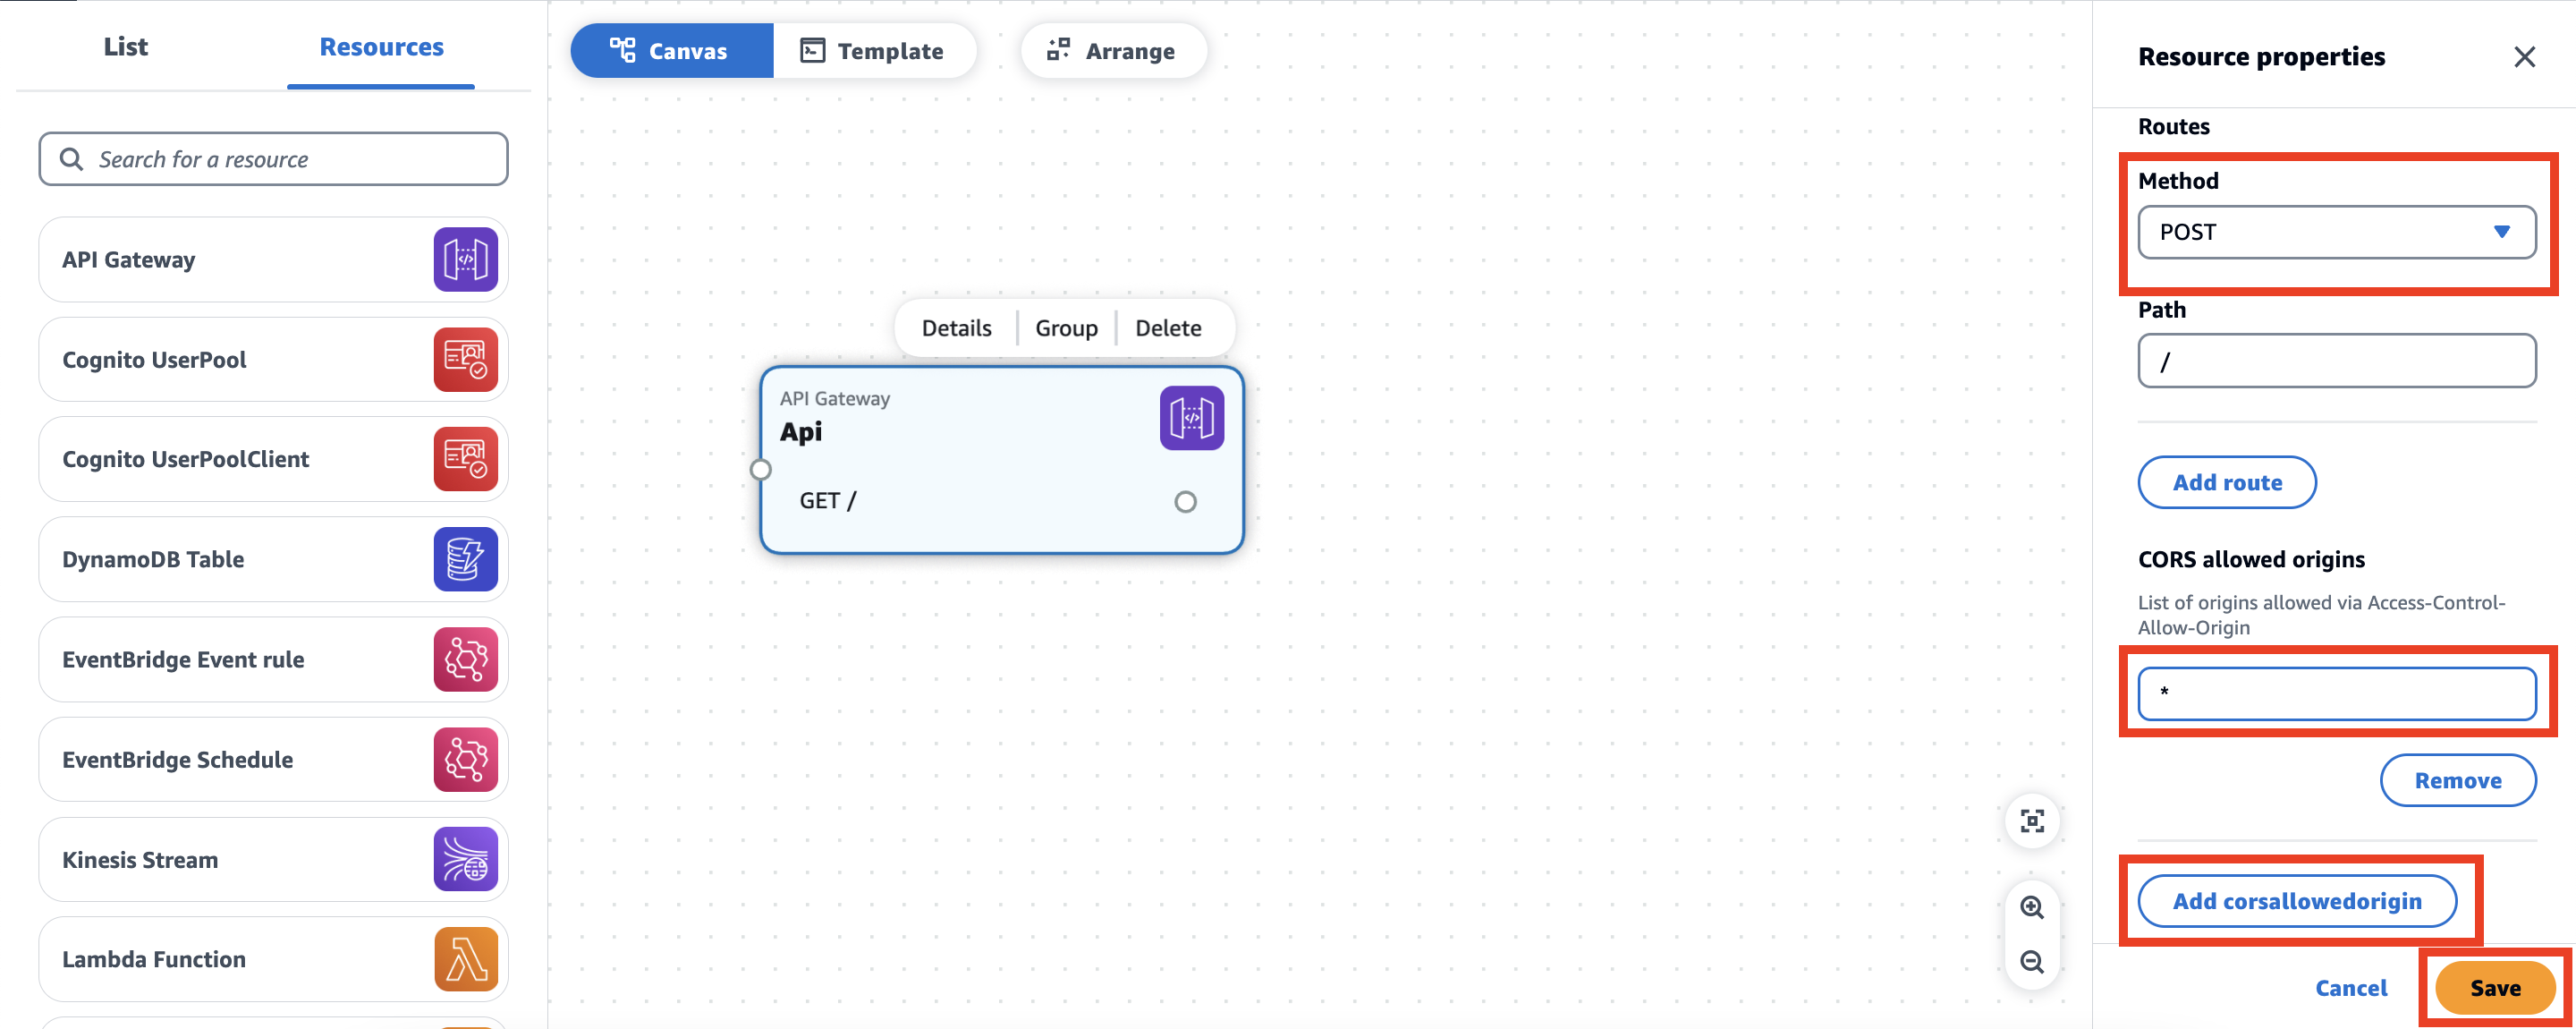 List
Resources
Search for a resource
API Gateway
Cognito UserPool
Cognito UserPoolClient
DynamoDB Table
EventBridge Event rule
EventBridge Schedule
Kinesis Stream
Lambda Function
Canvas
Template
Arrange
Details
Group
Delete
API Gateway
Api
GET /
Resource properties
Routes
Method
POST
Path
/
Add route
CORS allowed origins
List of origins allowed via Access-Control-
Allow-Origin
*
Remove
Add corsallowedorigin
Cancel
Save